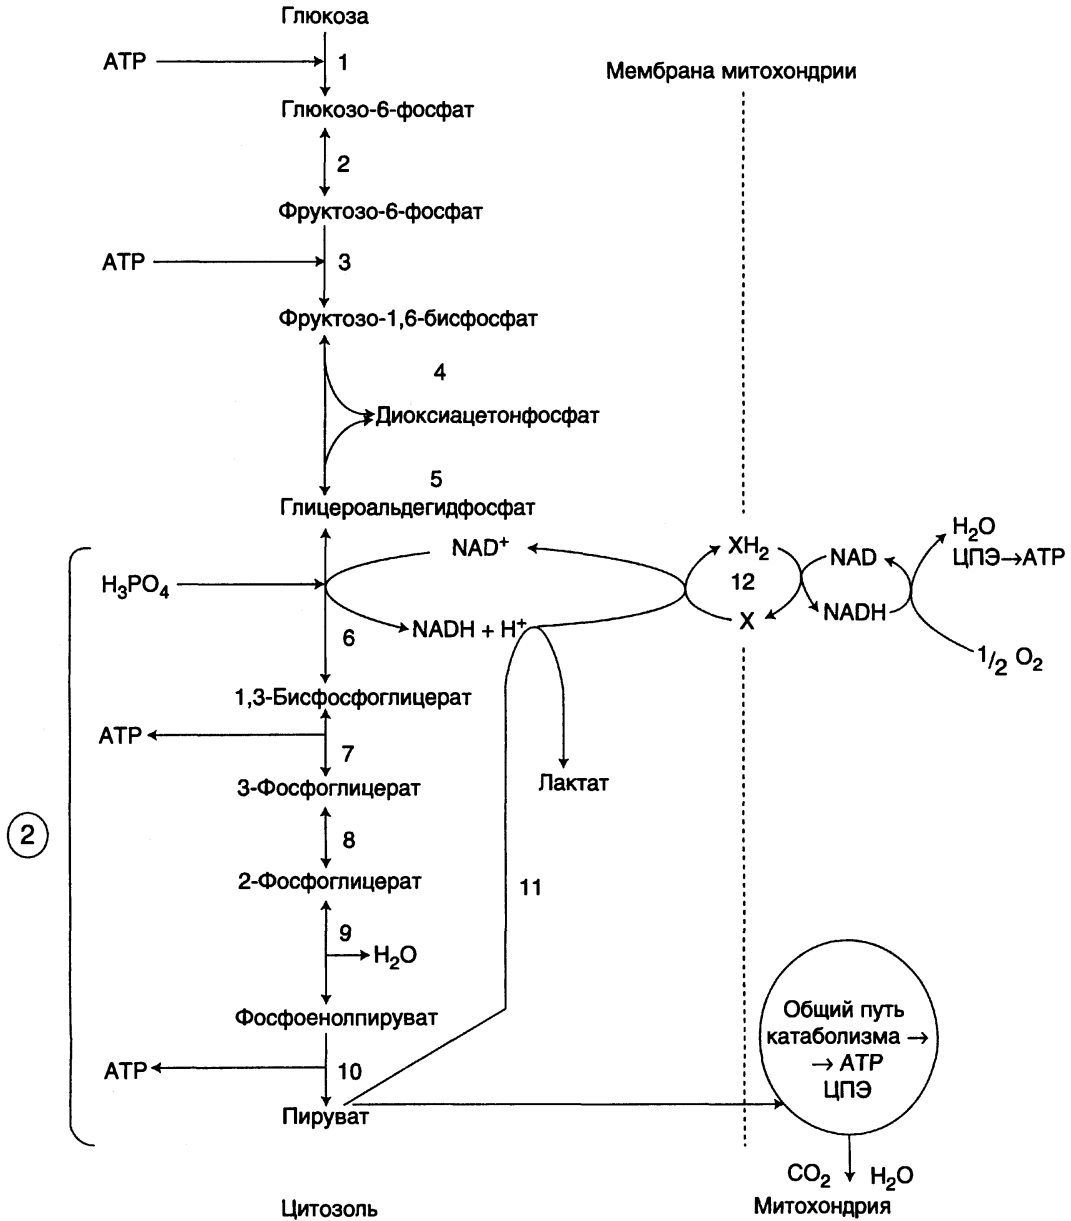 Глюкоза
ATP
1
Мембрана митохондрии
Глюкозо-6-фосфат
2
Фруктозо-6-фосфат
ATP
3
Фруктозо-1,6-бисфосфат
4
Диоксиацетонфосфат
5
Глицероальдегидфосфат
NAD+
XH2
NAD
H2O
ЦПЭ→ATP
H3PO4
12
NADH
6
NADH + H+
X
1/2 O2
1,3-Бисфосфоглицерат
ATP
7
3-Фосфоглицерат
Лактат
2
8
2-Фосфоглицерат
11
9
H2O
Фосфоенолпируват
Общий путь
катаболизма →
→ ATP
ЦПЭ
ATP
10
Пируват
CO2
H2O
Цитозоль
Митохондрия